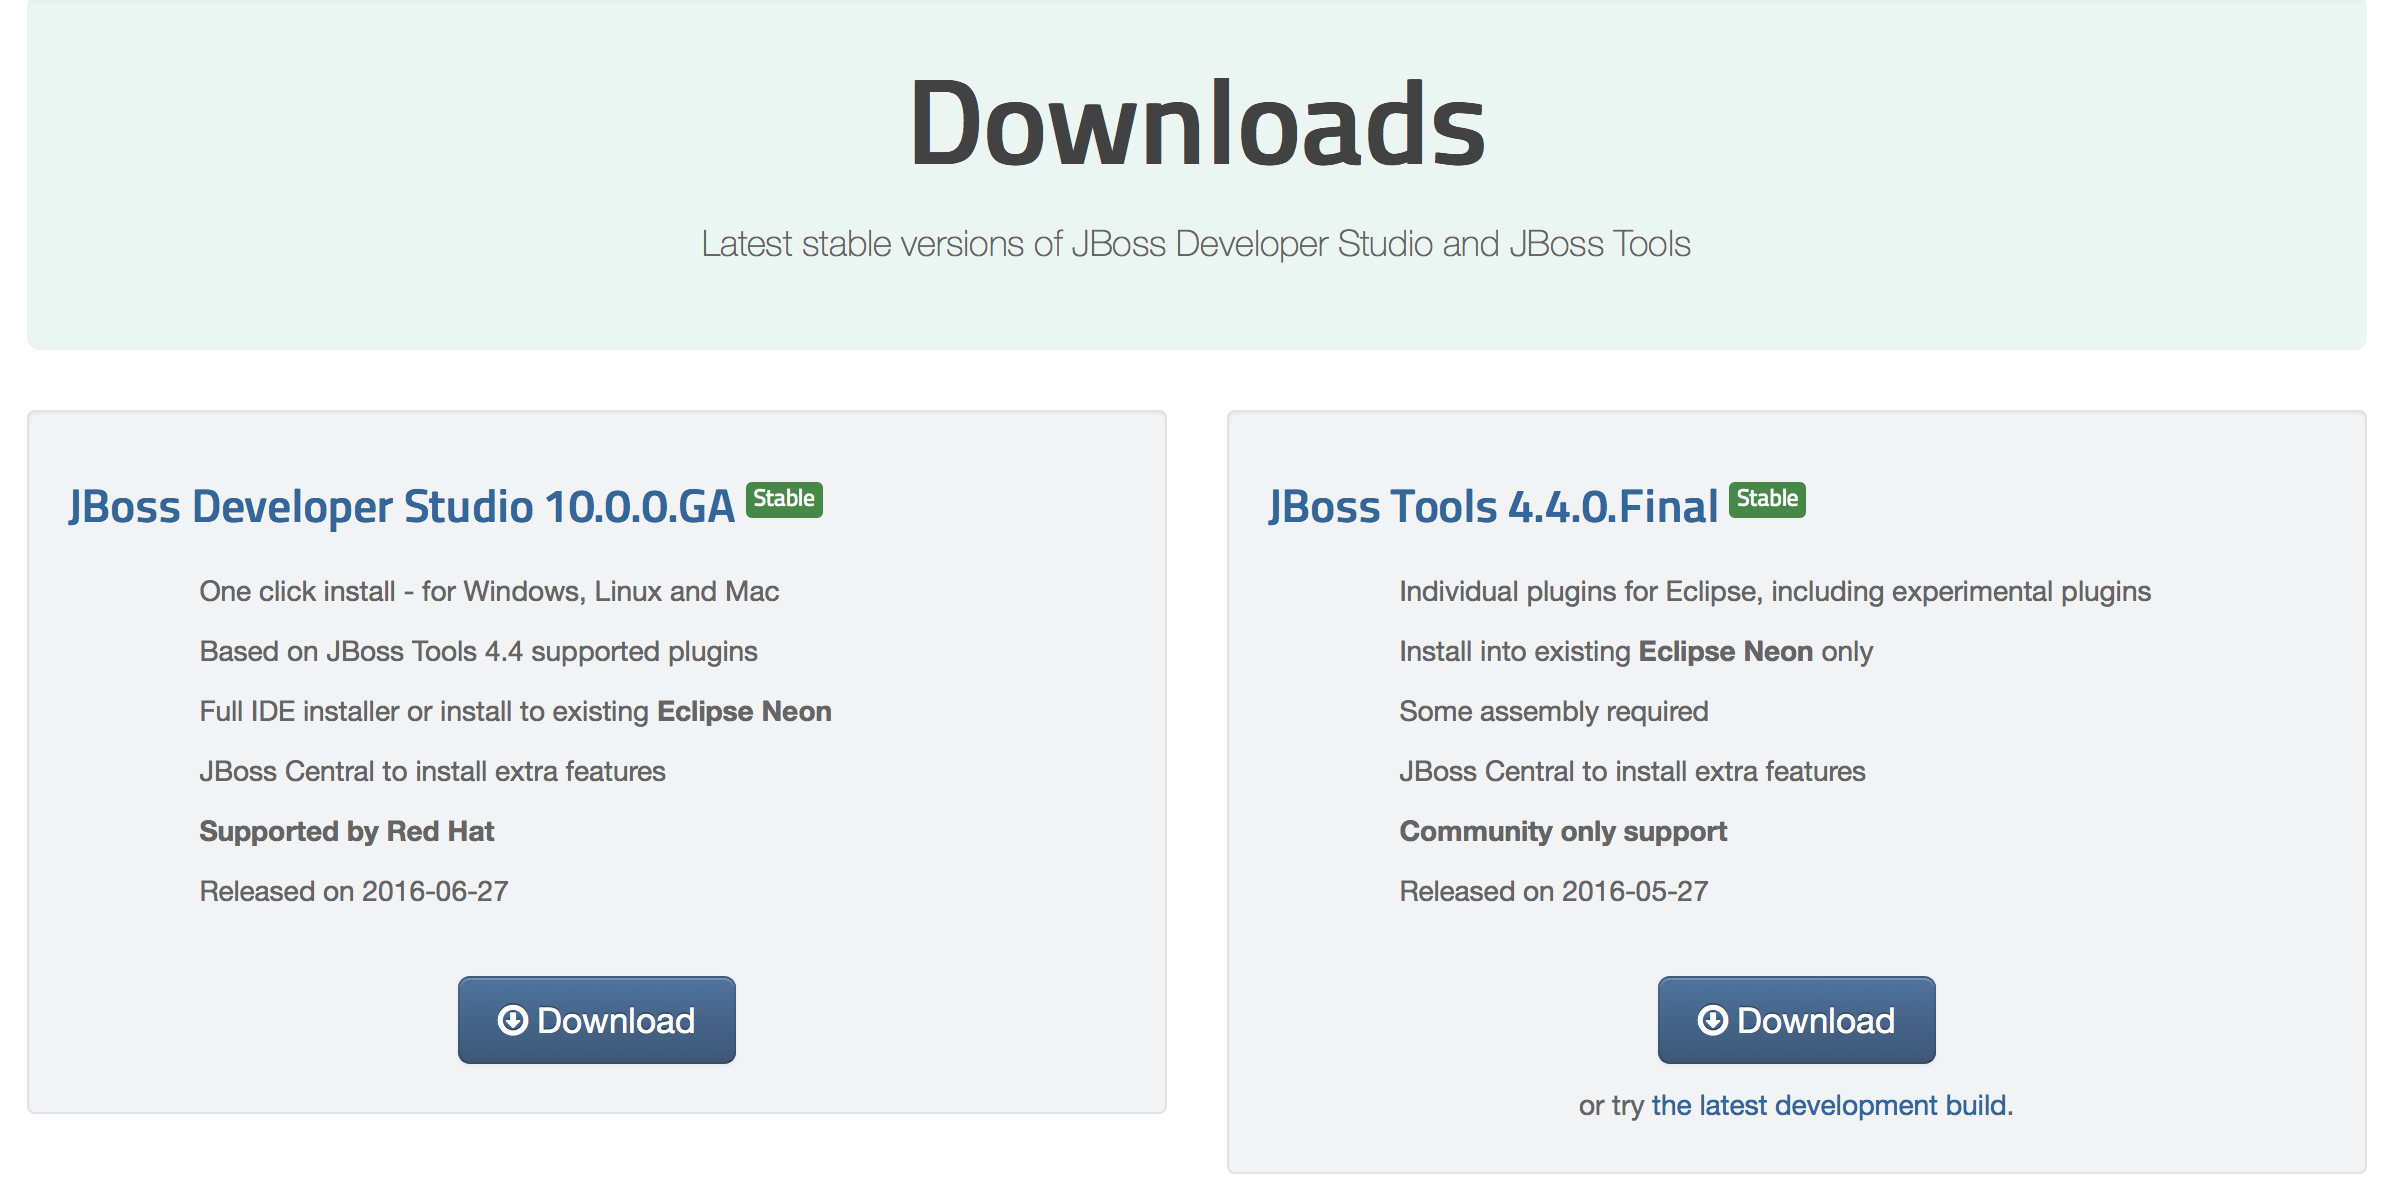 Downloads
Latest stable versions of JBoss Developer Studio and JBoss Tools
JBoss Developer Studio 10.0.0.GA Stable
One click install - for Windows, Linux and Mac
Based on JBoss Tools 4.4 supported plugins
Full IDE installer or install to existing Eclipse Neon
JBoss Central to install extra features
Supported by Red Hat
Released on 2016-06-27
Download
JBoss Tools 4.4.0.Final Stable
Individual plugins for Eclipse, including experimental plugins
Install into existing Eclipse Neon only
Some assembly required
JBoss Central to install extra features
Community only support
Released on 2016-05-27
Download
or try the latest development build.